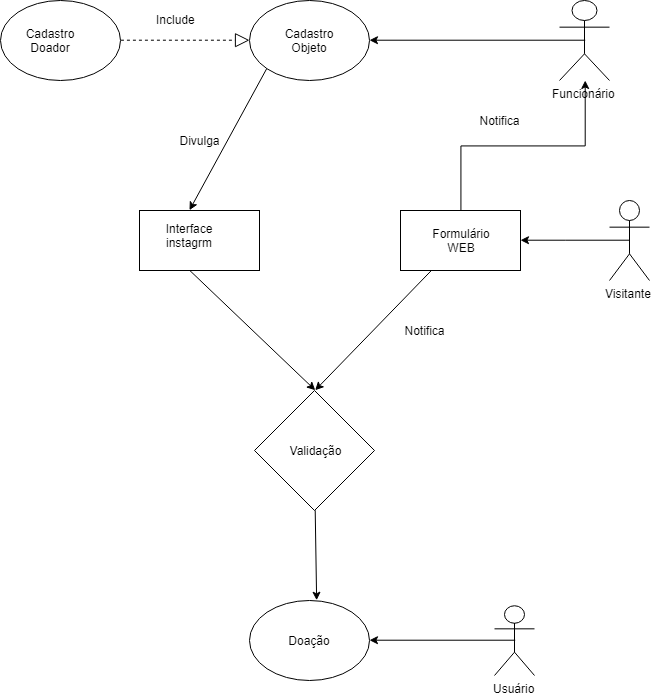 Include
Cadastro
Doador
Cadastro
Objeto
Funcionário
Notifica
Divulga
Interface
instagrm
Formulário
WEB
Visitante
Notifica
Validação
Doação
Usuário